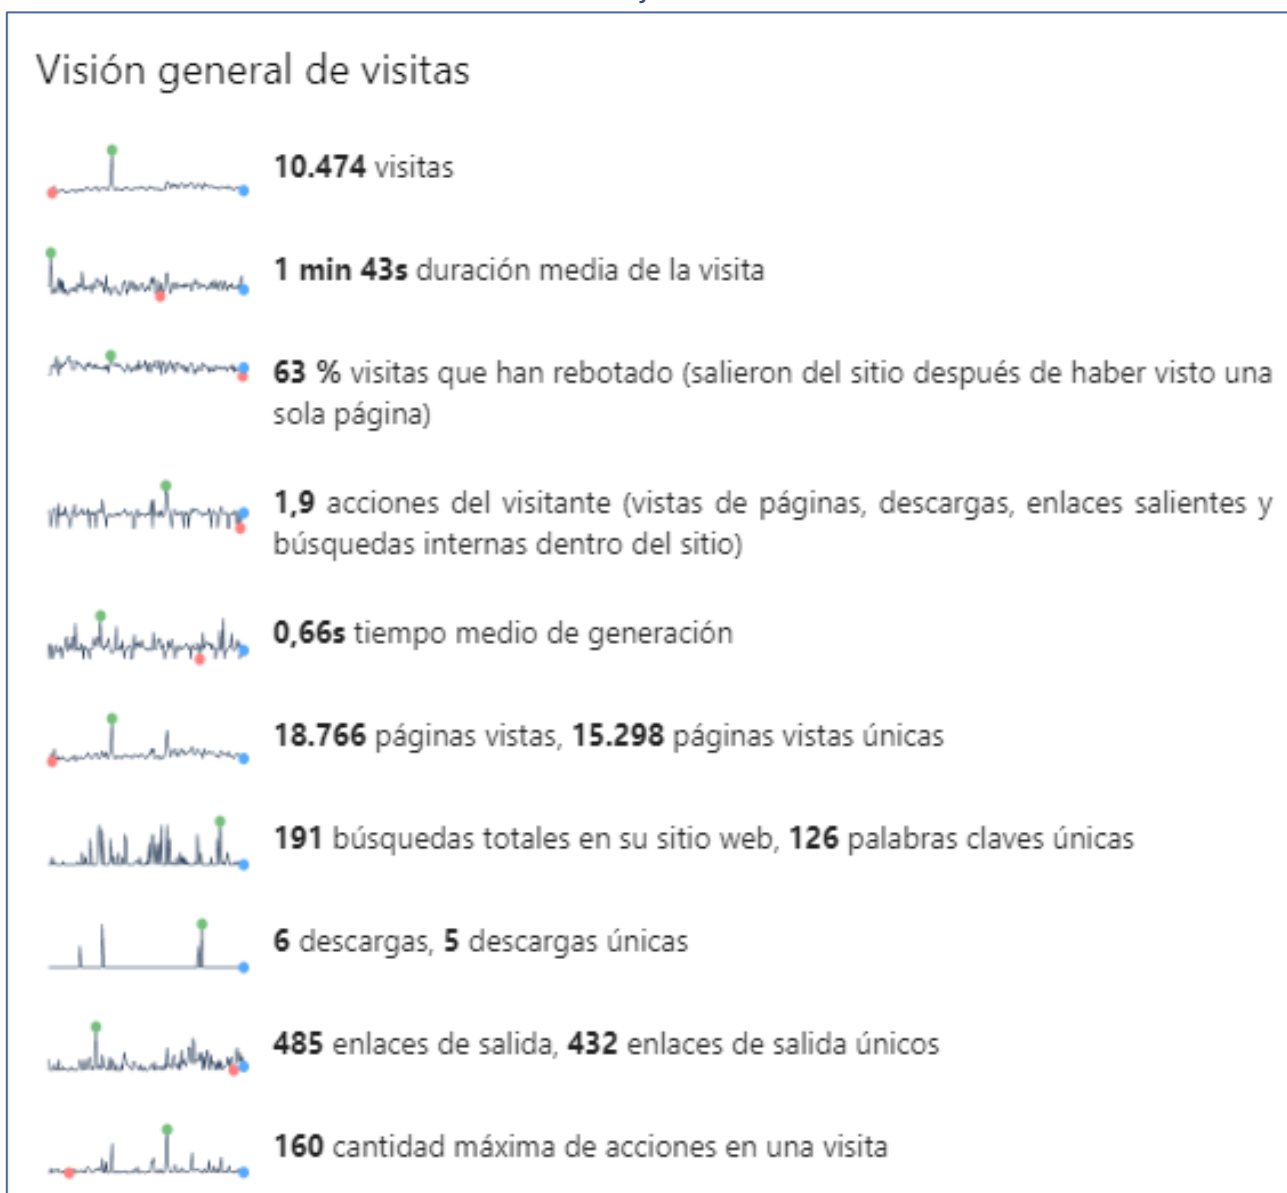 Visión general de visitas
10.474 visitas
1 min 43s duración media de la visita
63 % visitas que han rebotado (salieron del sitio después de haber visto una
sola página)
1,9 acciones del visitante (vistas de páginas, descargas, enlaces salientes y
búsquedas internas dentro del sitio)
0,66s tiempo medio de generación
18.766 páginas vistas, 15.298 páginas vistas únicas
191 búsquedas totales en su sitio web, 126 palabras claves únicas
6 descargas, 5 descargas únicas
485 enlaces de salida, 432 enlaces de salida únicos
160 cantidad máxima de acciones en una visita